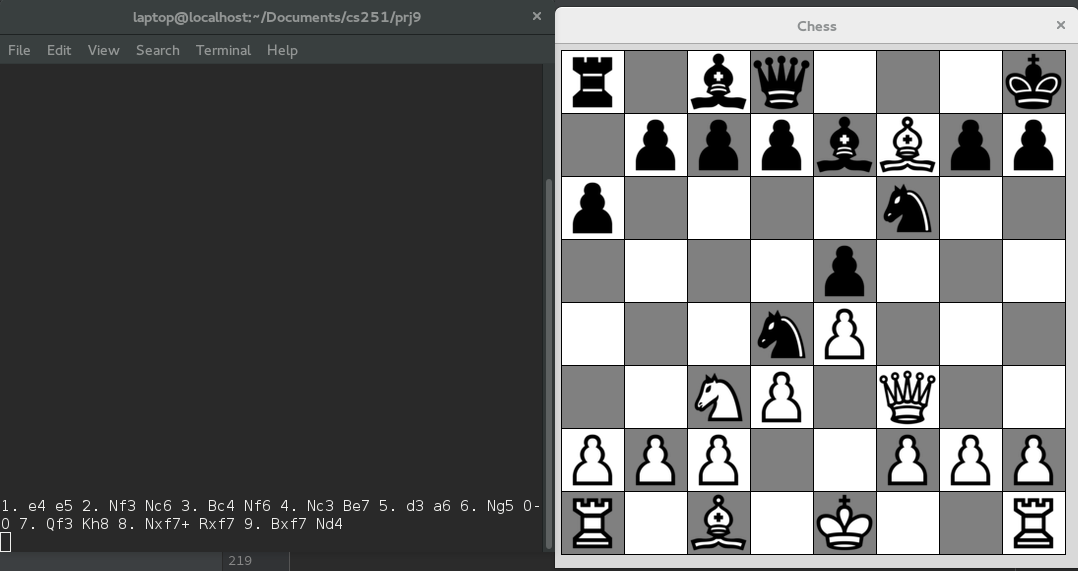 laptop@localhost:~/Documents/cs251/prj9
File Edit View Search Terminal Help
1. e4 e5 2. Nf3 Nc6 3. Bc4 Nf6 4. Nc3 Be7 5. d3 a6 6. Ng5 O-
O 7. Qf3 Kh8 8. Nxf7+ Rxf7 9. Bxf7 Nd4
219
Chess